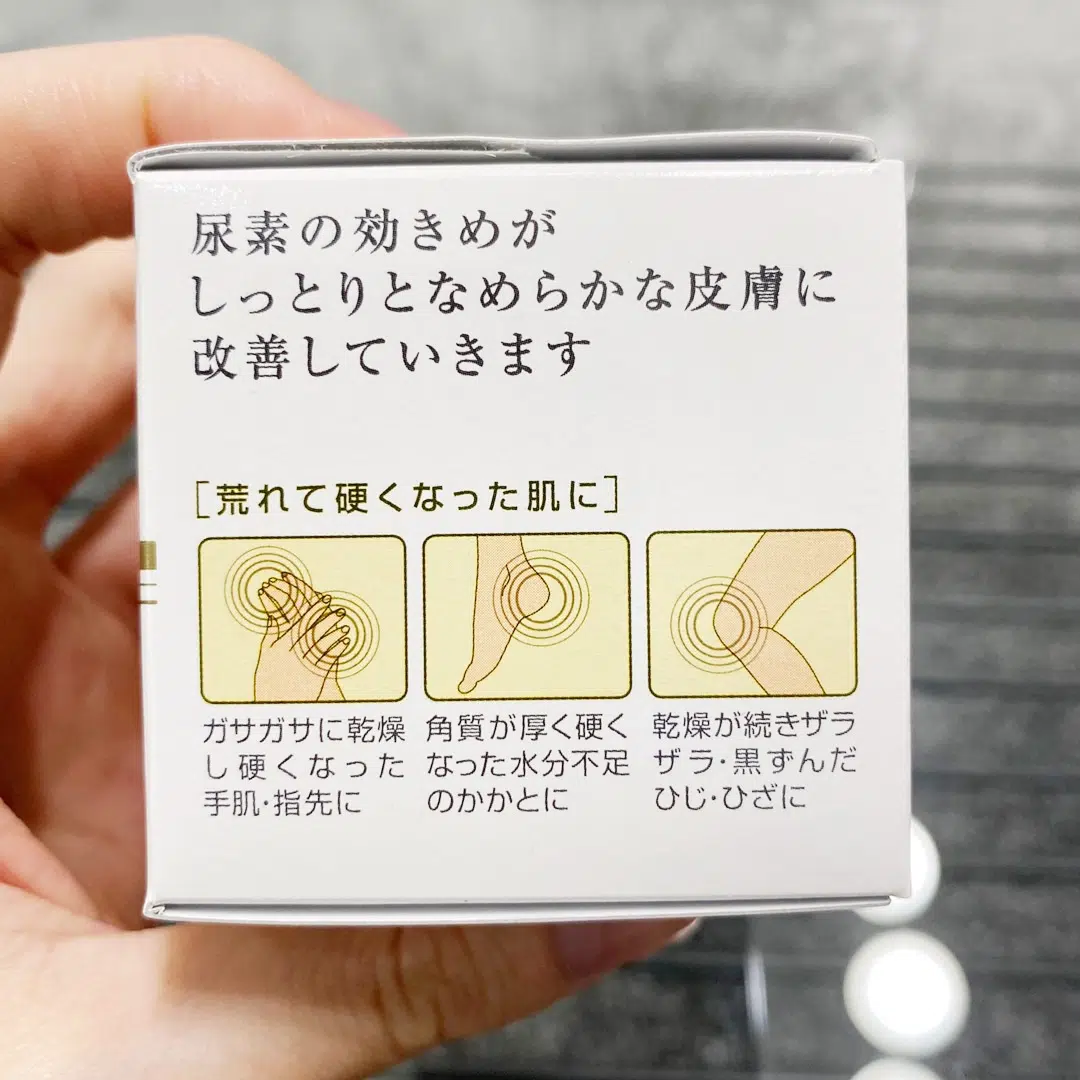 尿素の効きめが
しっとりとなめらかな皮膚に
改善していきます
[荒れて硬くなった肌に]
ガサガサに乾燥
し硬くなった
手肌･指先に
角質が厚く硬く
なった水分不足
のかかとに
乾燥が続きザラ
ザラ･黒ずんだ
ひじ･ひざに